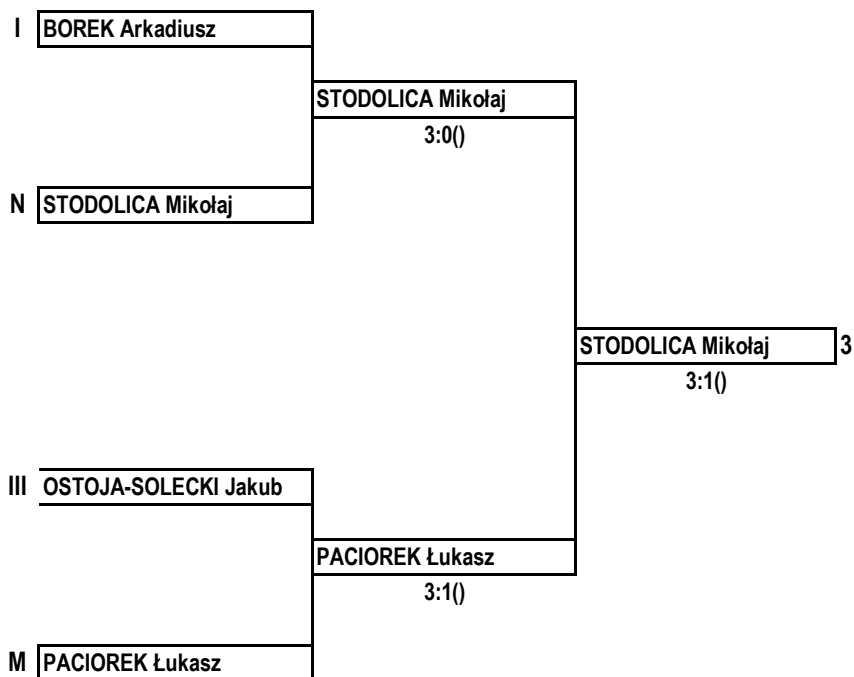 I BOREK Arkadiusz
STODOLICA Mikołaj
3:0()
N STODOLICA Mikołaj
STODOLICA Mikołaj 3
3:1()
III OSTOJA-SOLECKI Jakub
PACIOREK Łukasz
3:1()
M PACIOREK Łukasz